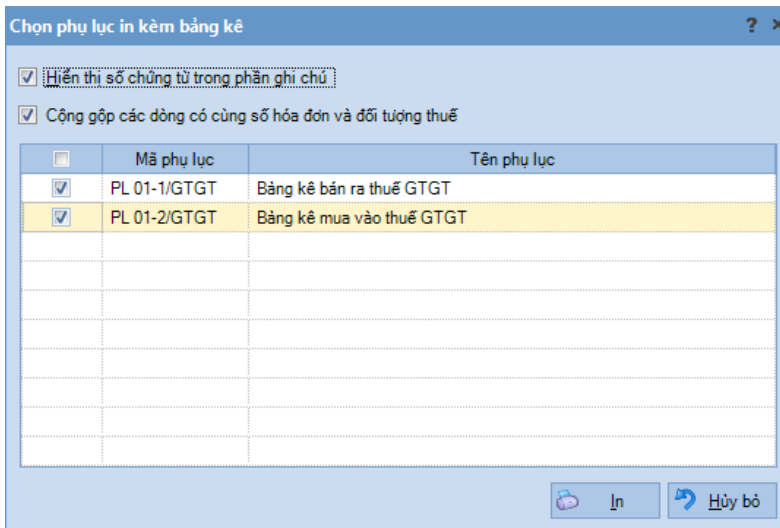 Chọn phụ lục in kèm bảng kê
Hiển thị số chứng từ trong phần ghi chú
Cộng gộp các dòng có cùng số hóa đơn và đối tượng thuế
Mã phụ lục Tên phụ lục
PL 01-1/GTGT Bảng kê bán ra thuế GTGT
PL 01-2/GTGT Bảng kê mua vào thuế GTGT
In Hủy bỏ